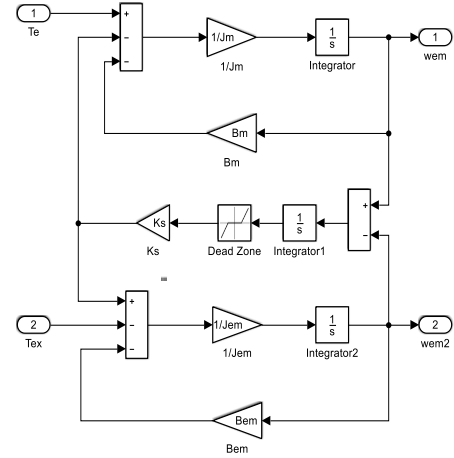 1
Te
+
−
−
1/Jm
1/Jm
1
s
Integrator
1
wem
Bm
Bm
+
−
Ks
Ks
Dead Zone
1
s
Integrator1
2
Tex
+
−
−
1/Jem
1/Jem
1
s
Integrator2
2
wem2
Bem
Bem